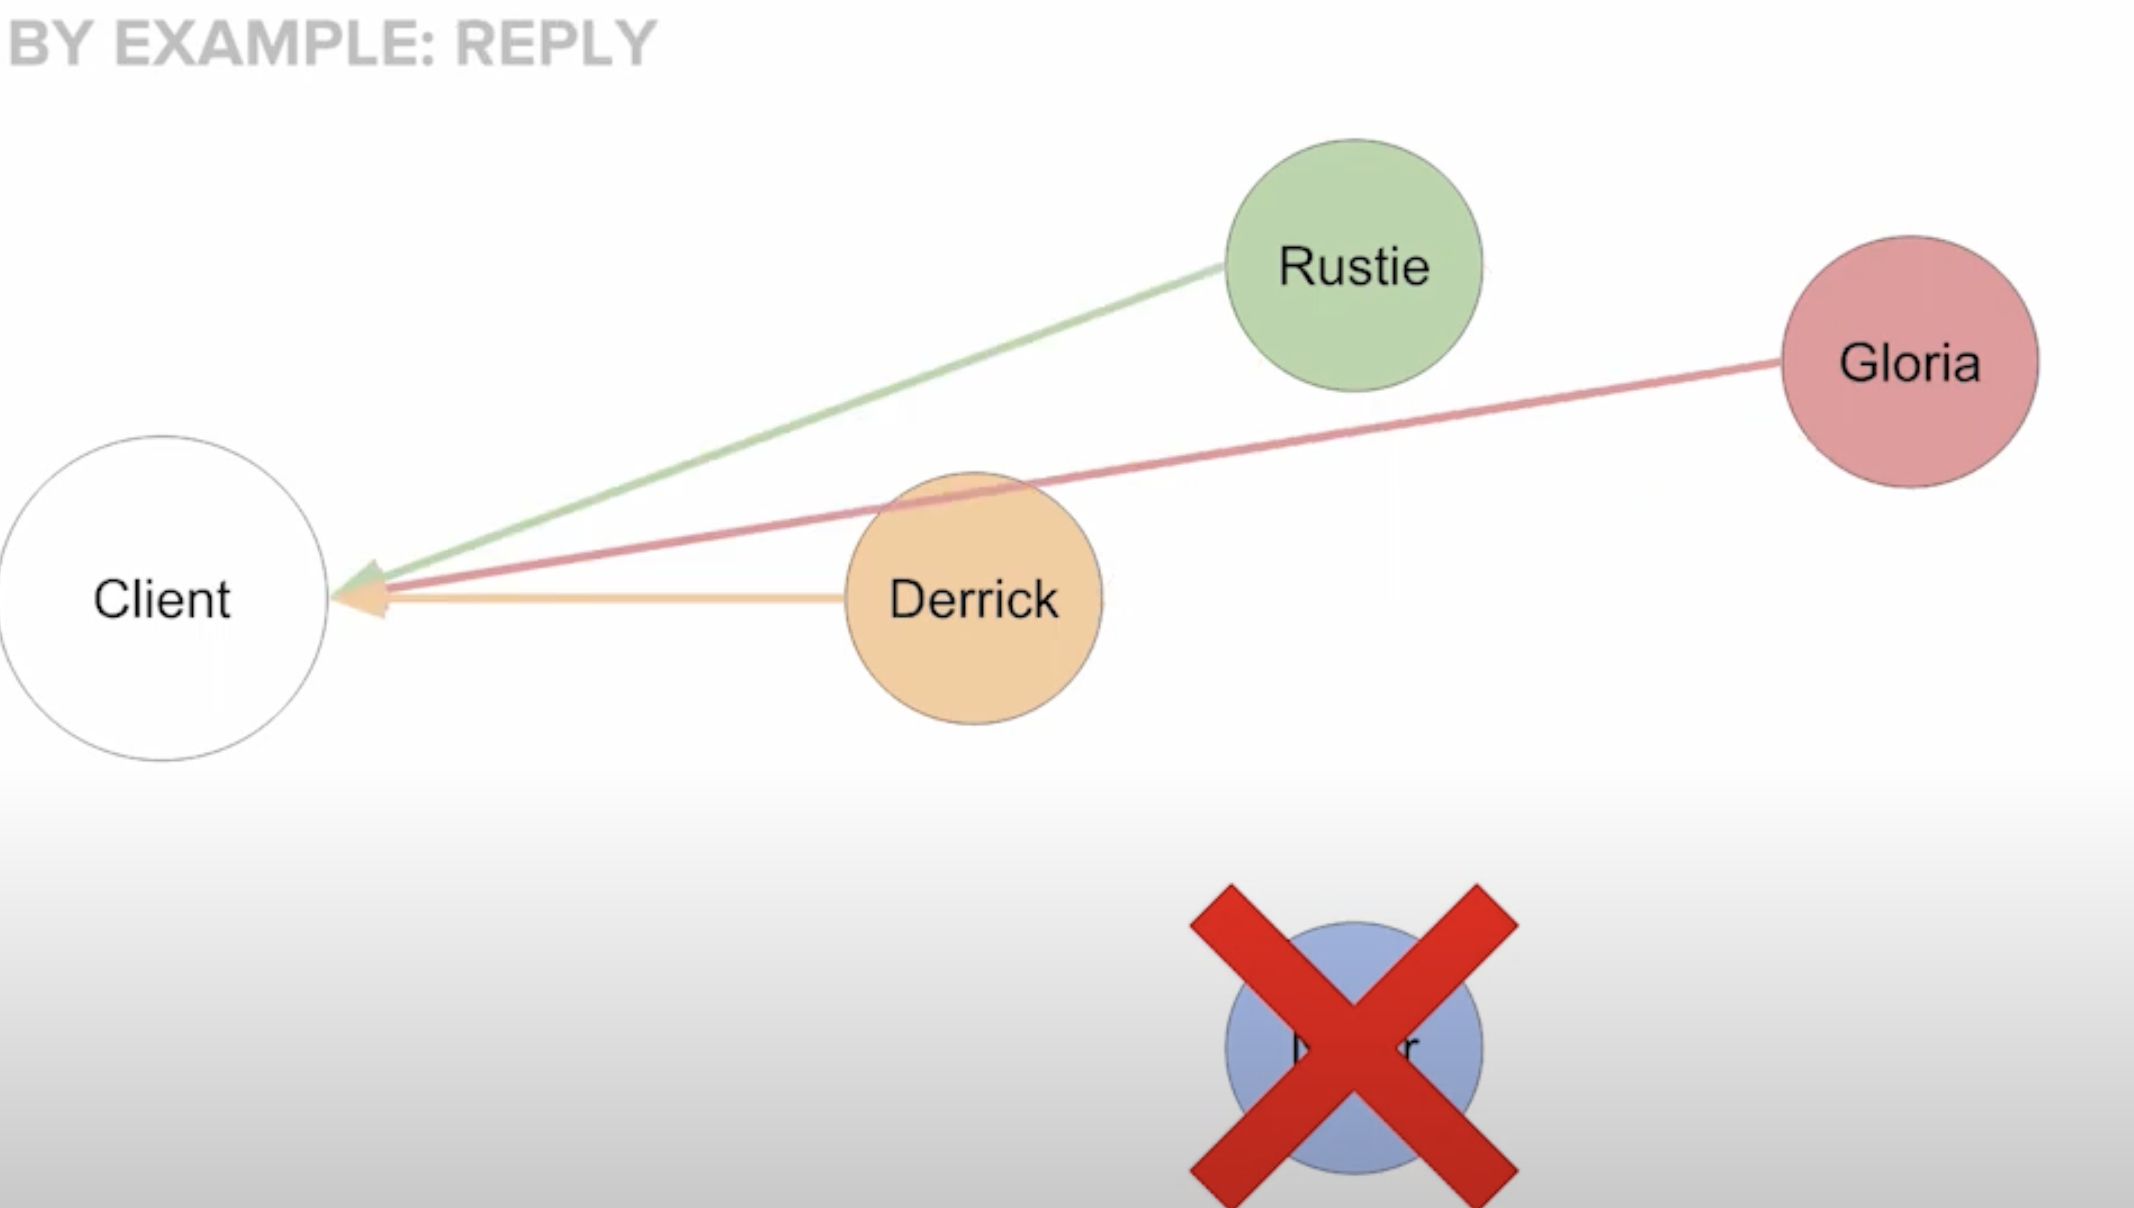 BY EXAMPLE: REPLY
Rustie
Gloria
Client
Derrick